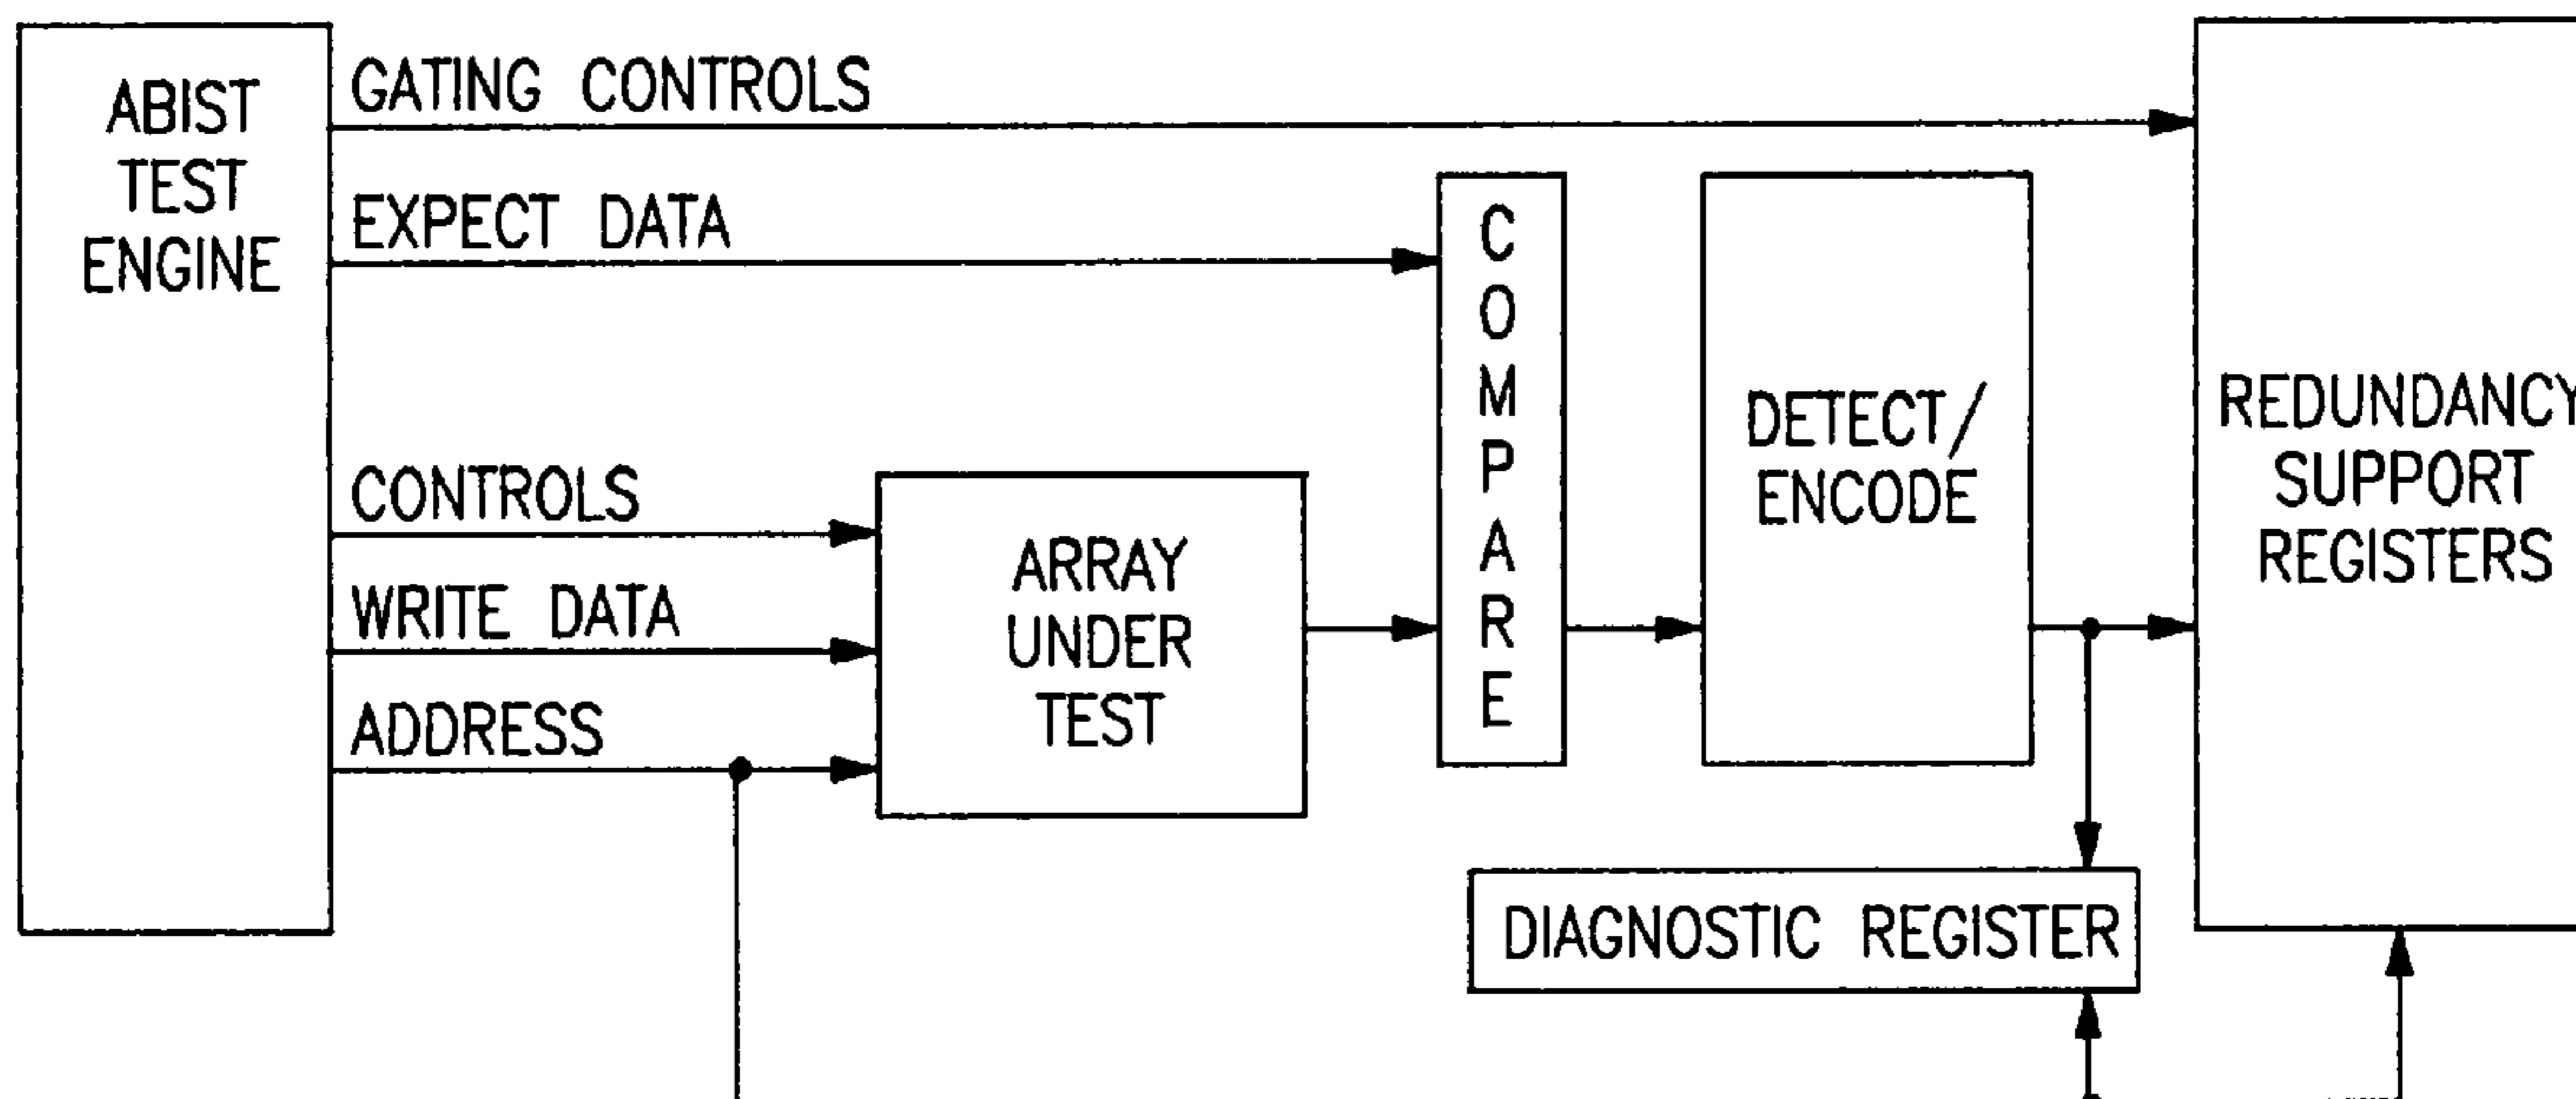 ABIST
TEST
ENGINE
GATING CONTROLS
EXPECT DATA
CONTROLS
WRITE DATA
ADDRESS
ARRAY
UNDER
TEST
COMPARE
DETECT/
ENCODE
REDUNDANCY
SUPPORT
REGISTERS
DIAGNOSTIC REGISTER